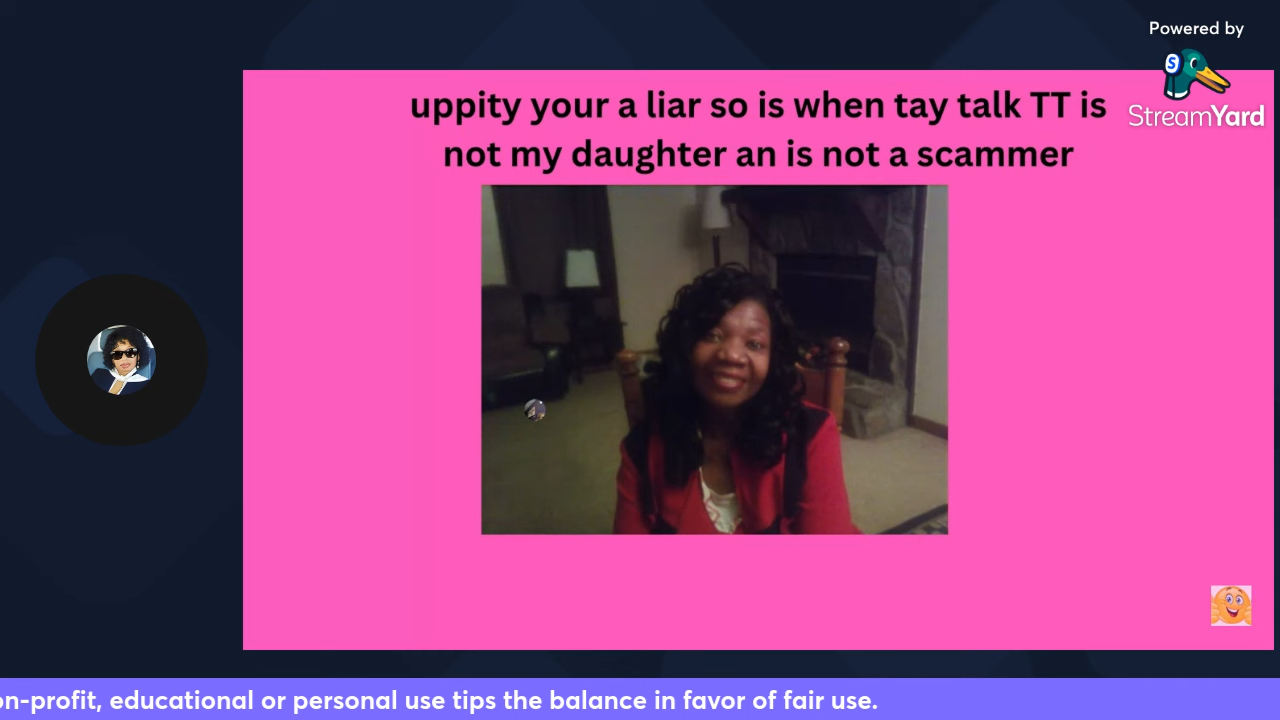 Powered by
StreamYard
uppity your a liar so is when tay talk TT is
not my daughter an is not a scammer
on-profit, educational or personal use tips the balance in favor of fair use.